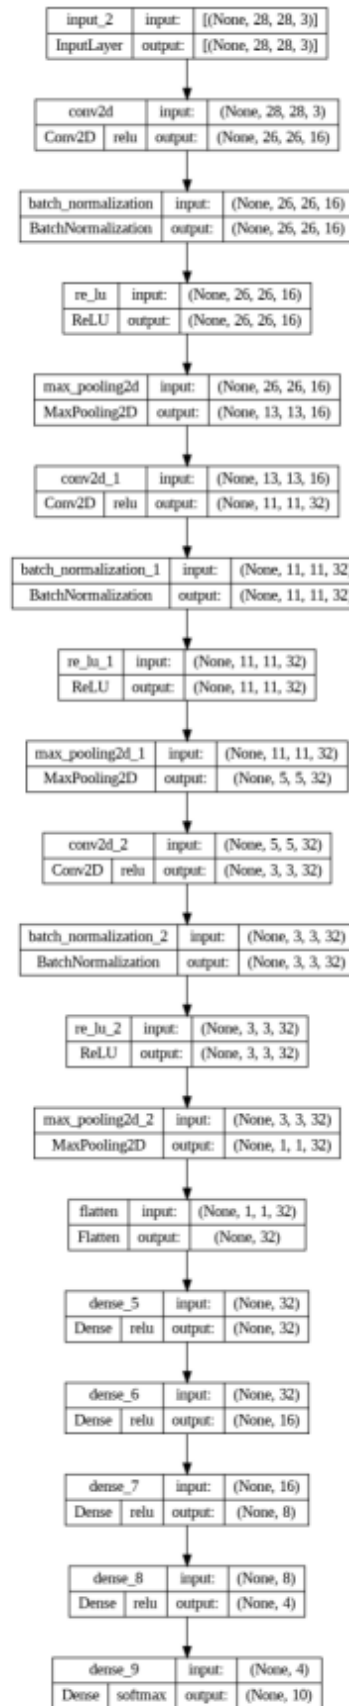 input_2 input: [(None, 28, 28, 3)]
InputLayer output: [(None, 28, 28, 3)]
conv2d input: (None, 28, 28, 3)
Conv2D relu output: (None, 26, 26, 16)
batch_normalization input: (None, 26, 26, 16)
BatchNormalization output: (None, 26, 26, 16)
re_lu input: (None, 26, 26, 16)
ReLU output: (None, 26, 26, 16)
max_pooling2d input: (None, 26, 26, 16)
MaxPooling2D output: (None, 13, 13, 16)
conv2d_1 input: (None, 13, 13, 16)
Conv2D relu output: (None, 11, 11, 32)
batch_normalization_1 input: (None, 11, 11, 32
BatchNormalization output: (None, 11, 11, 32
re_lu_1 input: (None, 11, 11, 32)
ReLU output: (None, 11, 11, 32)
max_pooling2d_1 input: (None, 11, 11, 32)
MaxPooling2D output: (None, 5, 5, 32)
conv2d_2 input: (None, 5, 5, 32)
Conv2D relu output: (None, 3, 3, 32)
batch_normalization_2 input: (None, 3, 3, 32)
BatchNormalization output: (None, 3, 3, 32)
re_lu_2 input: (None, 3, 3, 32)
ReLU output: (None, 3, 3, 32)
max_pooling2d_2 input: (None, 3, 3, 32)
MaxPooling2D output: (None, 1, 1, 32)
flatten input: (None, 1, 1, 32)
Flatten output: (None, 32)
dense_5 input: (None, 32)
Dense relu output: (None, 32)
dense_6 input: (None, 32)
Dense relu output: (None, 16)
dense_7 input: (None, 16)
Dense relu output: (None, 8)
dense_8 input: (None, 8)
Dense relu output: (None, 4)
dense_9 input: (None, 4)
Dense softmax output: (None, 10)